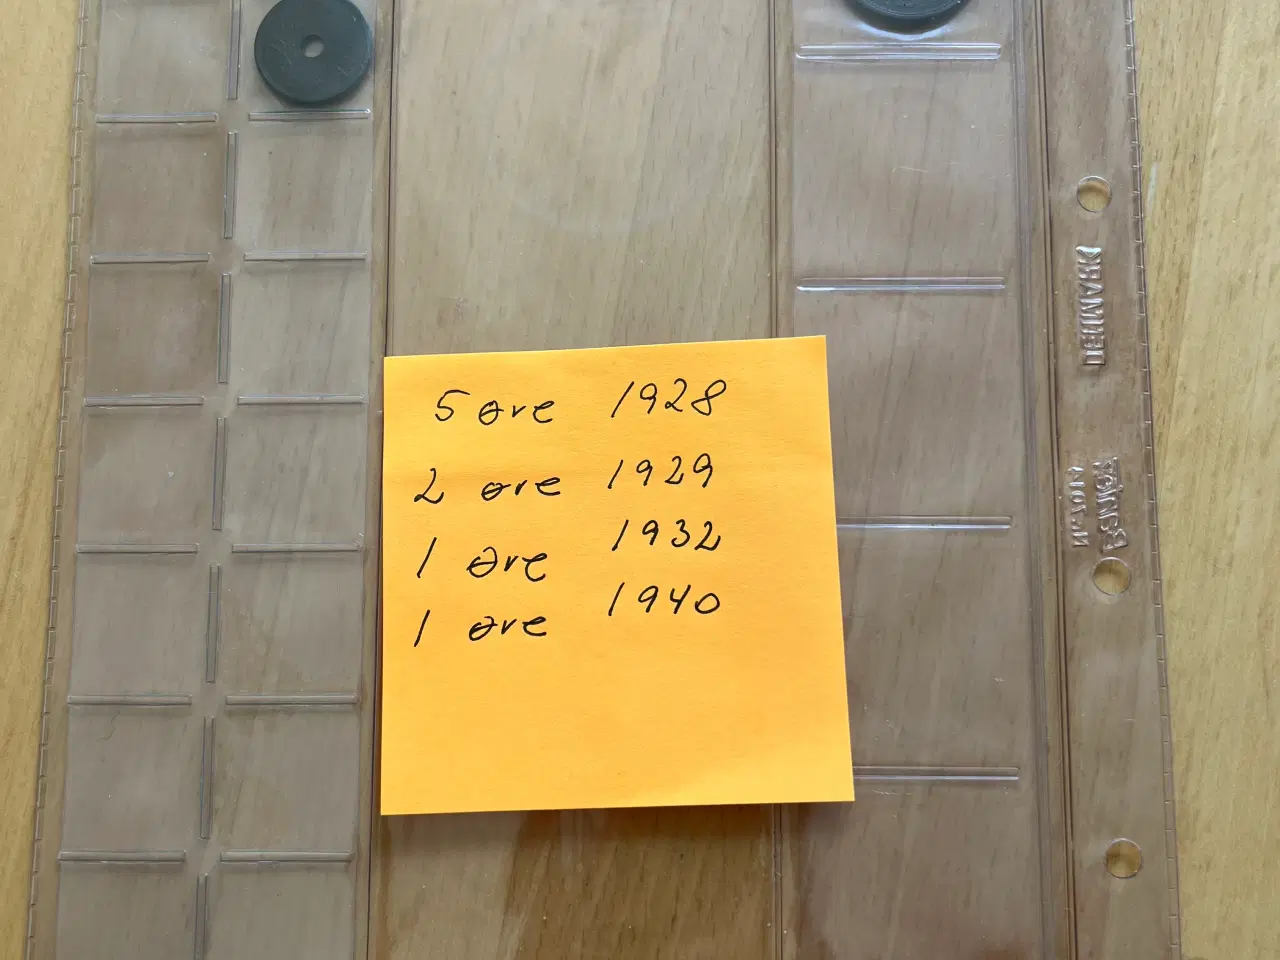 5 øre 1928
2 øre 1929
1 øre 1932
1 øre 1940
DENMARK